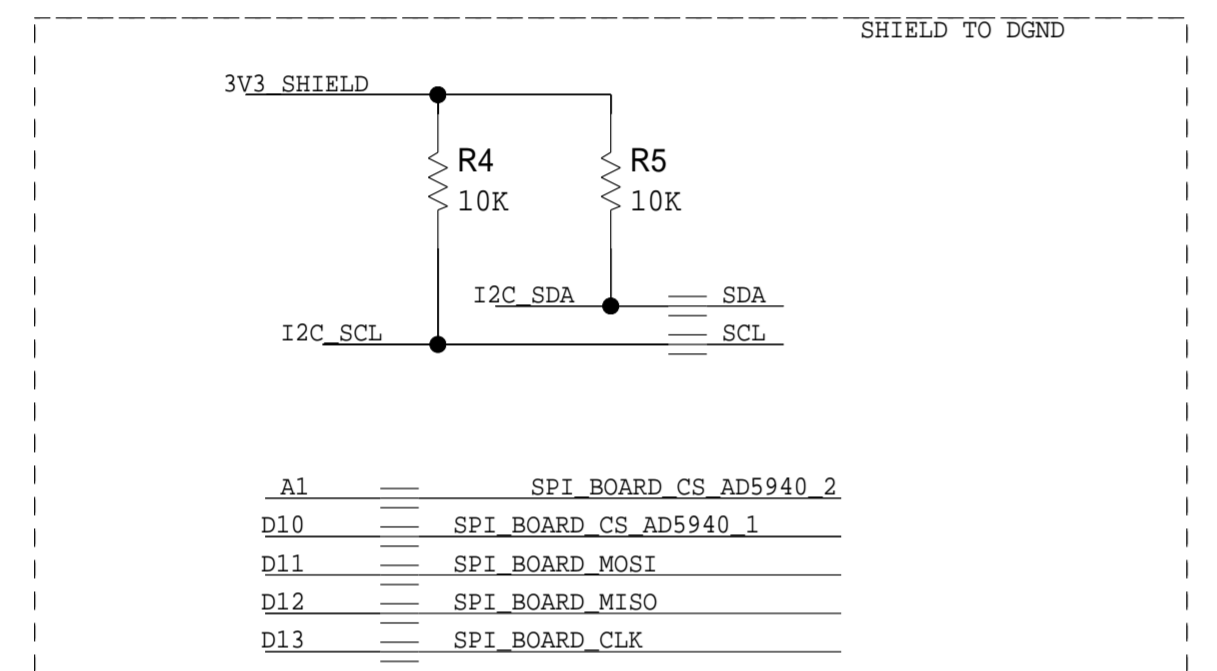 SHIELD TO DGND
3V3_SHIELD
R4
10K
R5
10K
I2C_SDA
SDA
I2C_SCL
SCL
A1
SPI_BOARD_CS_AD5940_2
D10
SPI_BOARD_CS_AD5940_1
D11
SPI_BOARD_MOSI
D12
SPI_BOARD_MISO
D13
SPI_BOARD_CLK